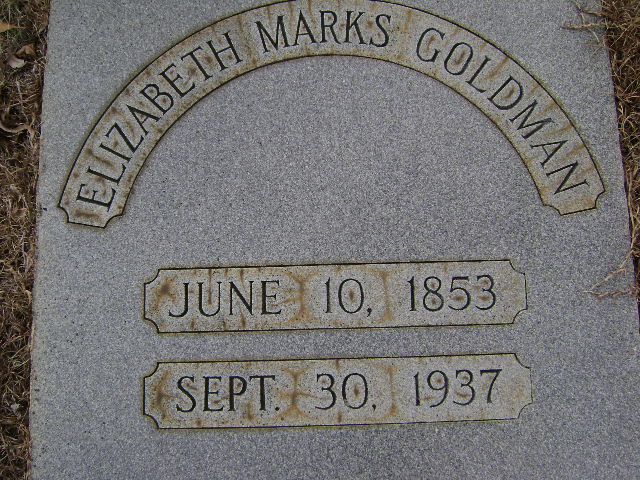 ELIZABETH MARKS GOLDMAN
JUNE 10, 1853
SEPT. 30, 1937